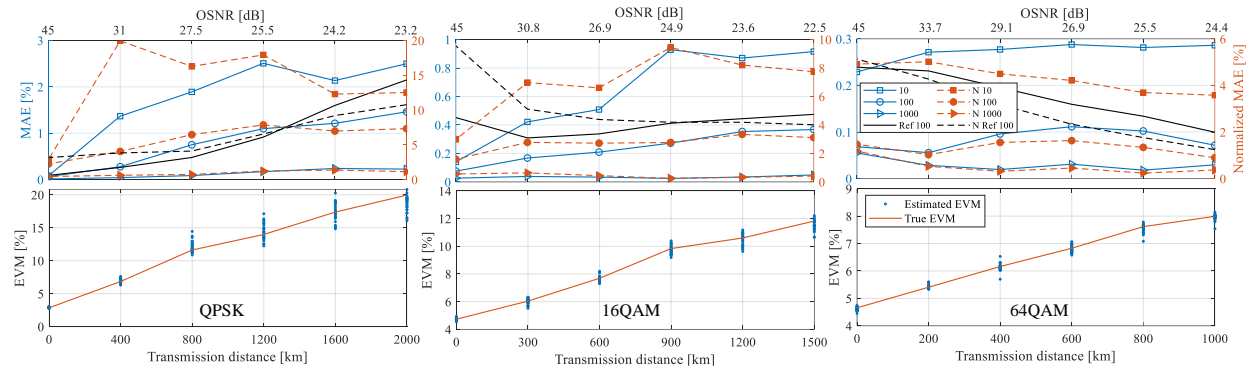 OSNR [dB]
45 31 27.5 25.5 24.2 23.2
MAE [%]
3
2
1
0
20
15
10
5
0
EVM [%]
20
15
10
5
0
QPSK
0 400 800 1200 1600 2000
Transmission distance [km]
OSNR [dB]
45 30.8 26.9 24.9 23.6 22.5
1
0.8
0.6
0.4
0.2
0
10
8
6
4
2
0
EVM [%]
14
12
10
8
6
4
16QAM
0 300 600 900 1200 1500
Transmission distance [km]
OSNR [dB]
45 33.7 29.1 26.9 25.5 24.4
0.3
0.2
0.1
0
10 N 10
100 N 100
1000 N 1000
Ref 100 N Ref 100
6
4
2
0
Normalized MAE [%]
EVM [%]
9
8
7
6
5
4
Estimated EVM
True EVM
64QAM
0 200 400 600 800 1000
Transmission distance [km]